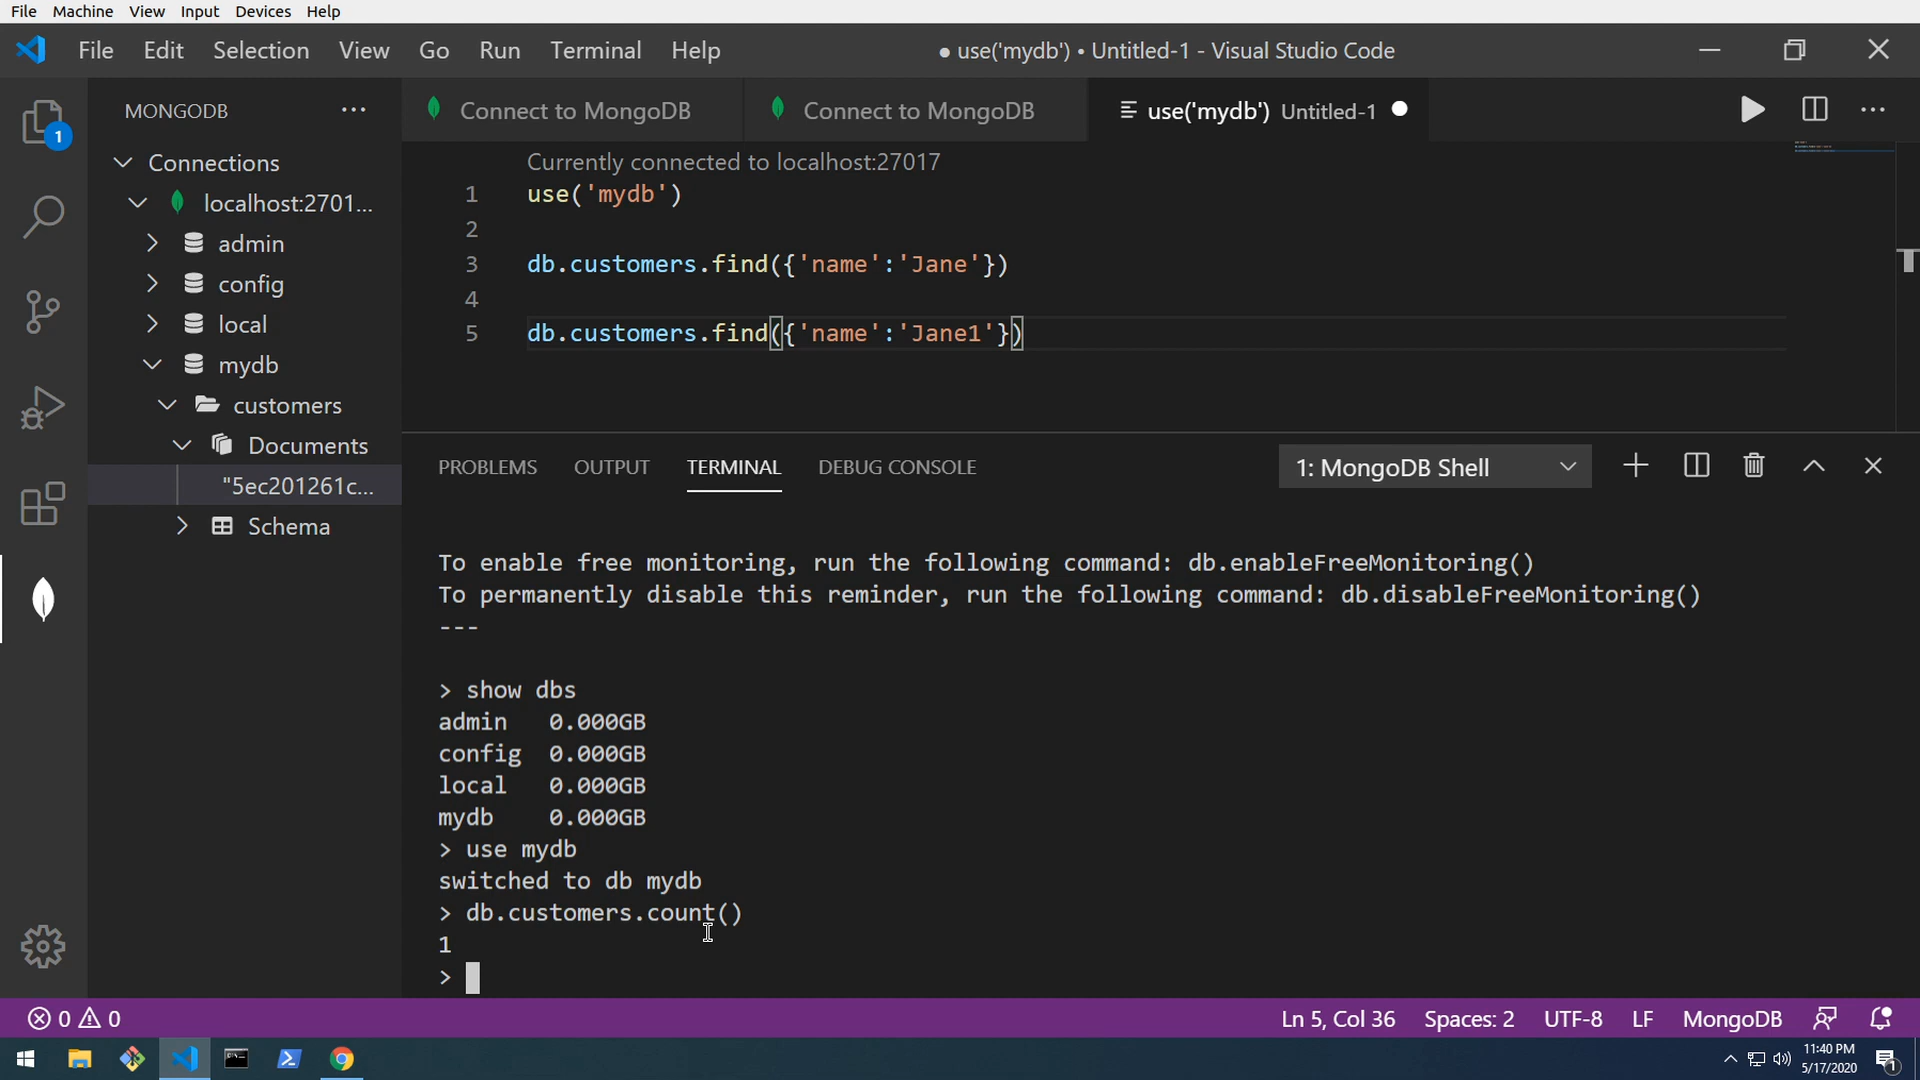 File Machine View Input Devices Help
File Edit Selection View Go Run Terminal Help
● use('mydb') • Untitled-1 - Visual Studio Code
MONGODB ...
Connect to MongoDB
Connect to MongoDB
use('mydb') Untitled-1
1
Connections
localhost:2701...
admin
config
local
mydb
customers
Documents
"5ec201261c...
Schema
Currently connected to localhost:27017
1 use('mydb')
2
3 db.customers.find({'name':'Jane'})
4
5 db.customers.find({'name':'Jane1'})
PROBLEMS OUTPUT TERMINAL DEBUG CONSOLE
1: MongoDB Shell
To enable free monitoring, run the following command: db.enableFreeMonitoring()
To permanently disable this reminder, run the following command: db.disableFreeMonitoring()
---
> show dbs
admin 0.000GB
config 0.000GB
local 0.000GB
mydb 0.000GB
> use mydb
switched to db mydb
> db.customers.count()
1
>
0 0
Ln 5, Col 36 Spaces: 2 UTF-8 LF MongoDB
11:40 PM
5/17/2020
1